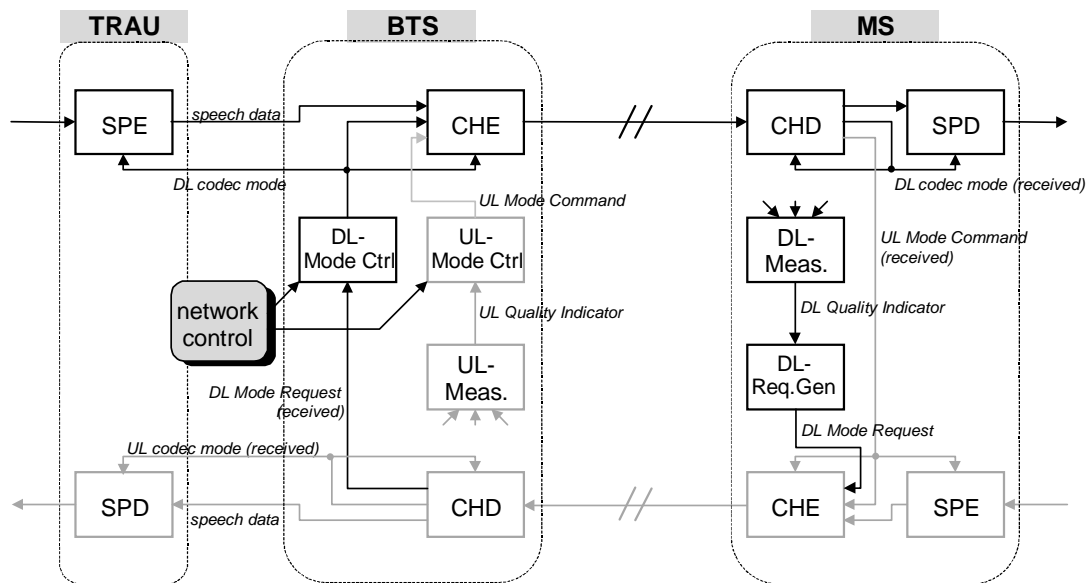 TRAU
BTS
MS
SPE
speech data
CHE
CHD
SPD
DL codec mode
DL codec mode (received)
UL Mode Command
DL-
Mode Ctrl
UL-
Mode Ctrl
DL-
Meas.
UL Mode Command
(received)
network
control
UL Quality Indicator
DL Quality Indicator
UL-
Meas.
DL-
Req.Gen
DL Mode Request
(received)
DL Mode Request
UL codec mode (received)
SPD
speech data
CHD
CHE
SPE